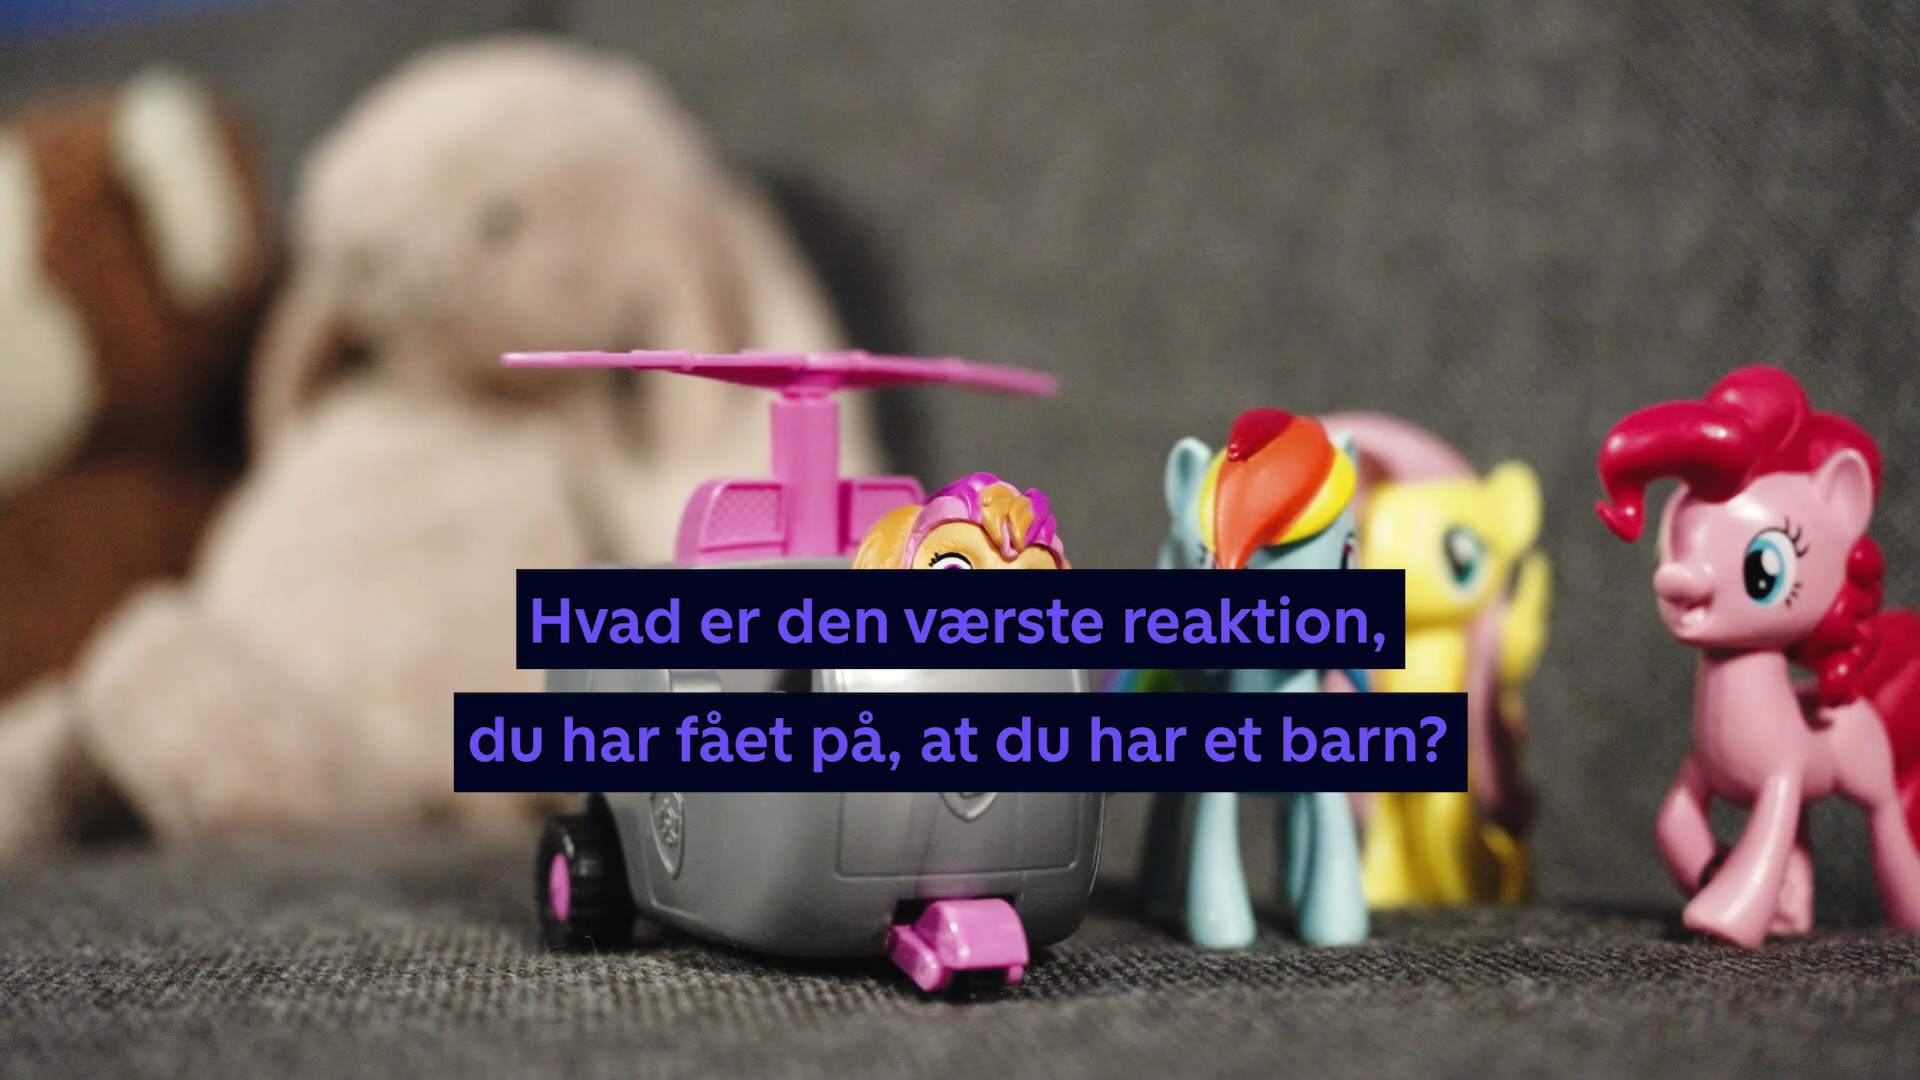 Hvad er den værste reaktion,
du har fået på, at du har et barn?